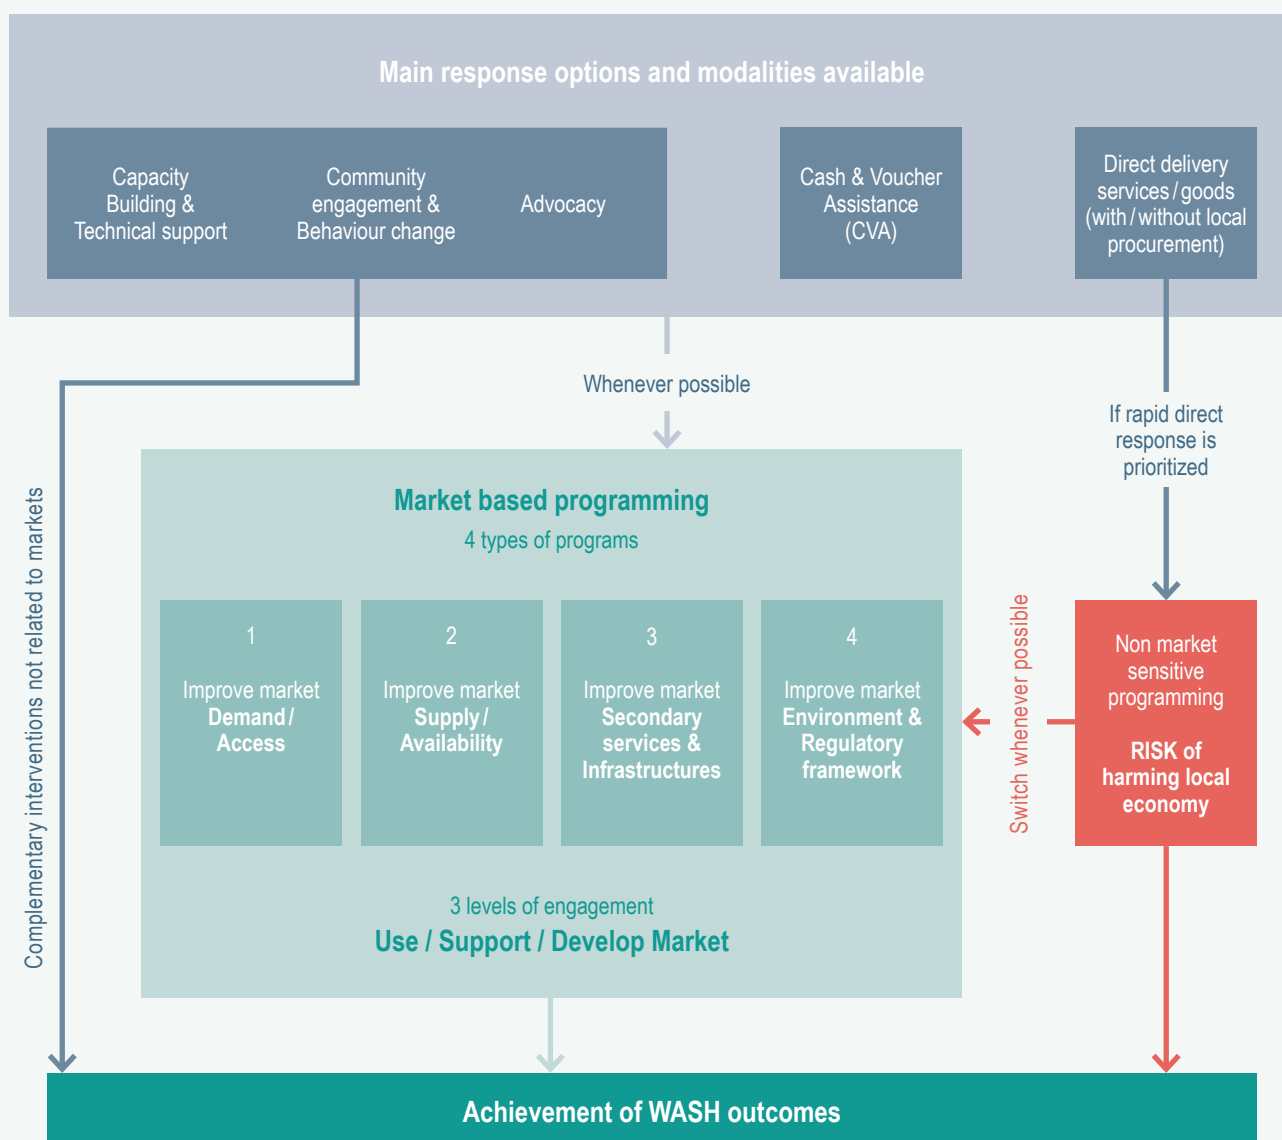 Main response options and modalities available
Capacity
Building &
Technical support
Community
engagement &
Behaviour change
Advocacy
Cash & Voucher
Assistance
(CVA)
Direct delivery
services / goods
(with / without local
procurement)
Whenever possible
If rapid direct
response is
prioritized
Complementary interventions not related to markets
Market based programming
4 types of programs
1
Improve market
Demand /
Access
2
Improve market
Supply /
Availability
3
Improve market
Secondary
services &
Infrastructures
4
Improve market
Environment &
Regulatory
framework
Switch whenever possible
Non market
sensitive
programming
RISK of
harming local
economy
3 levels of engagement
Use / Support / Develop Market
Achievement of WASH outcomes